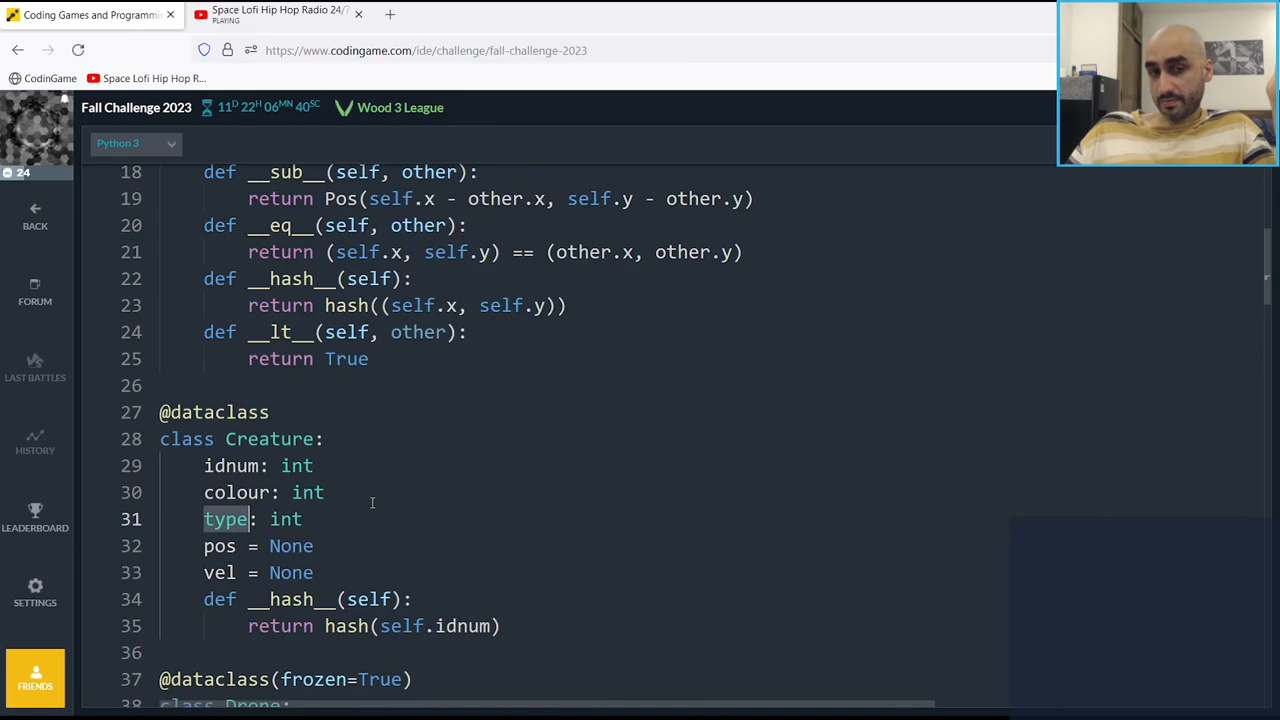 Coding Games and Programmin
Space Lofi Hip Hop Radio 24/7
PLAYING
https://www.codingame.com/ide/challenge/fall-challenge-2023
CodinGame
Space Lofi Hip Hop R...
Fall Challenge 2023
11D 22H 06MN 40SC
Wood 3 League
Python 3
24
BACK
FORUM
LAST BATTLES
HISTORY
LEADERBOARD
SETTINGS
FRIENDS
18 def __sub__(self, other):
19 return Pos(self.x - other.x, self.y - other.y)
20 def __eq__(self, other):
21 return (self.x, self.y) == (other.x, other.y)
22 def __hash__(self):
23 return hash((self.x, self.y))
24 def __lt__(self, other):
25 return True
26
27 @dataclass
28 class Creature:
29 idnum: int
30 colour: int
31 type: int
32 pos = None
33 vel = None
34 def __hash__(self):
35 return hash(self.idnum)
36
37 @dataclass(frozen=True)
38 class Drone: